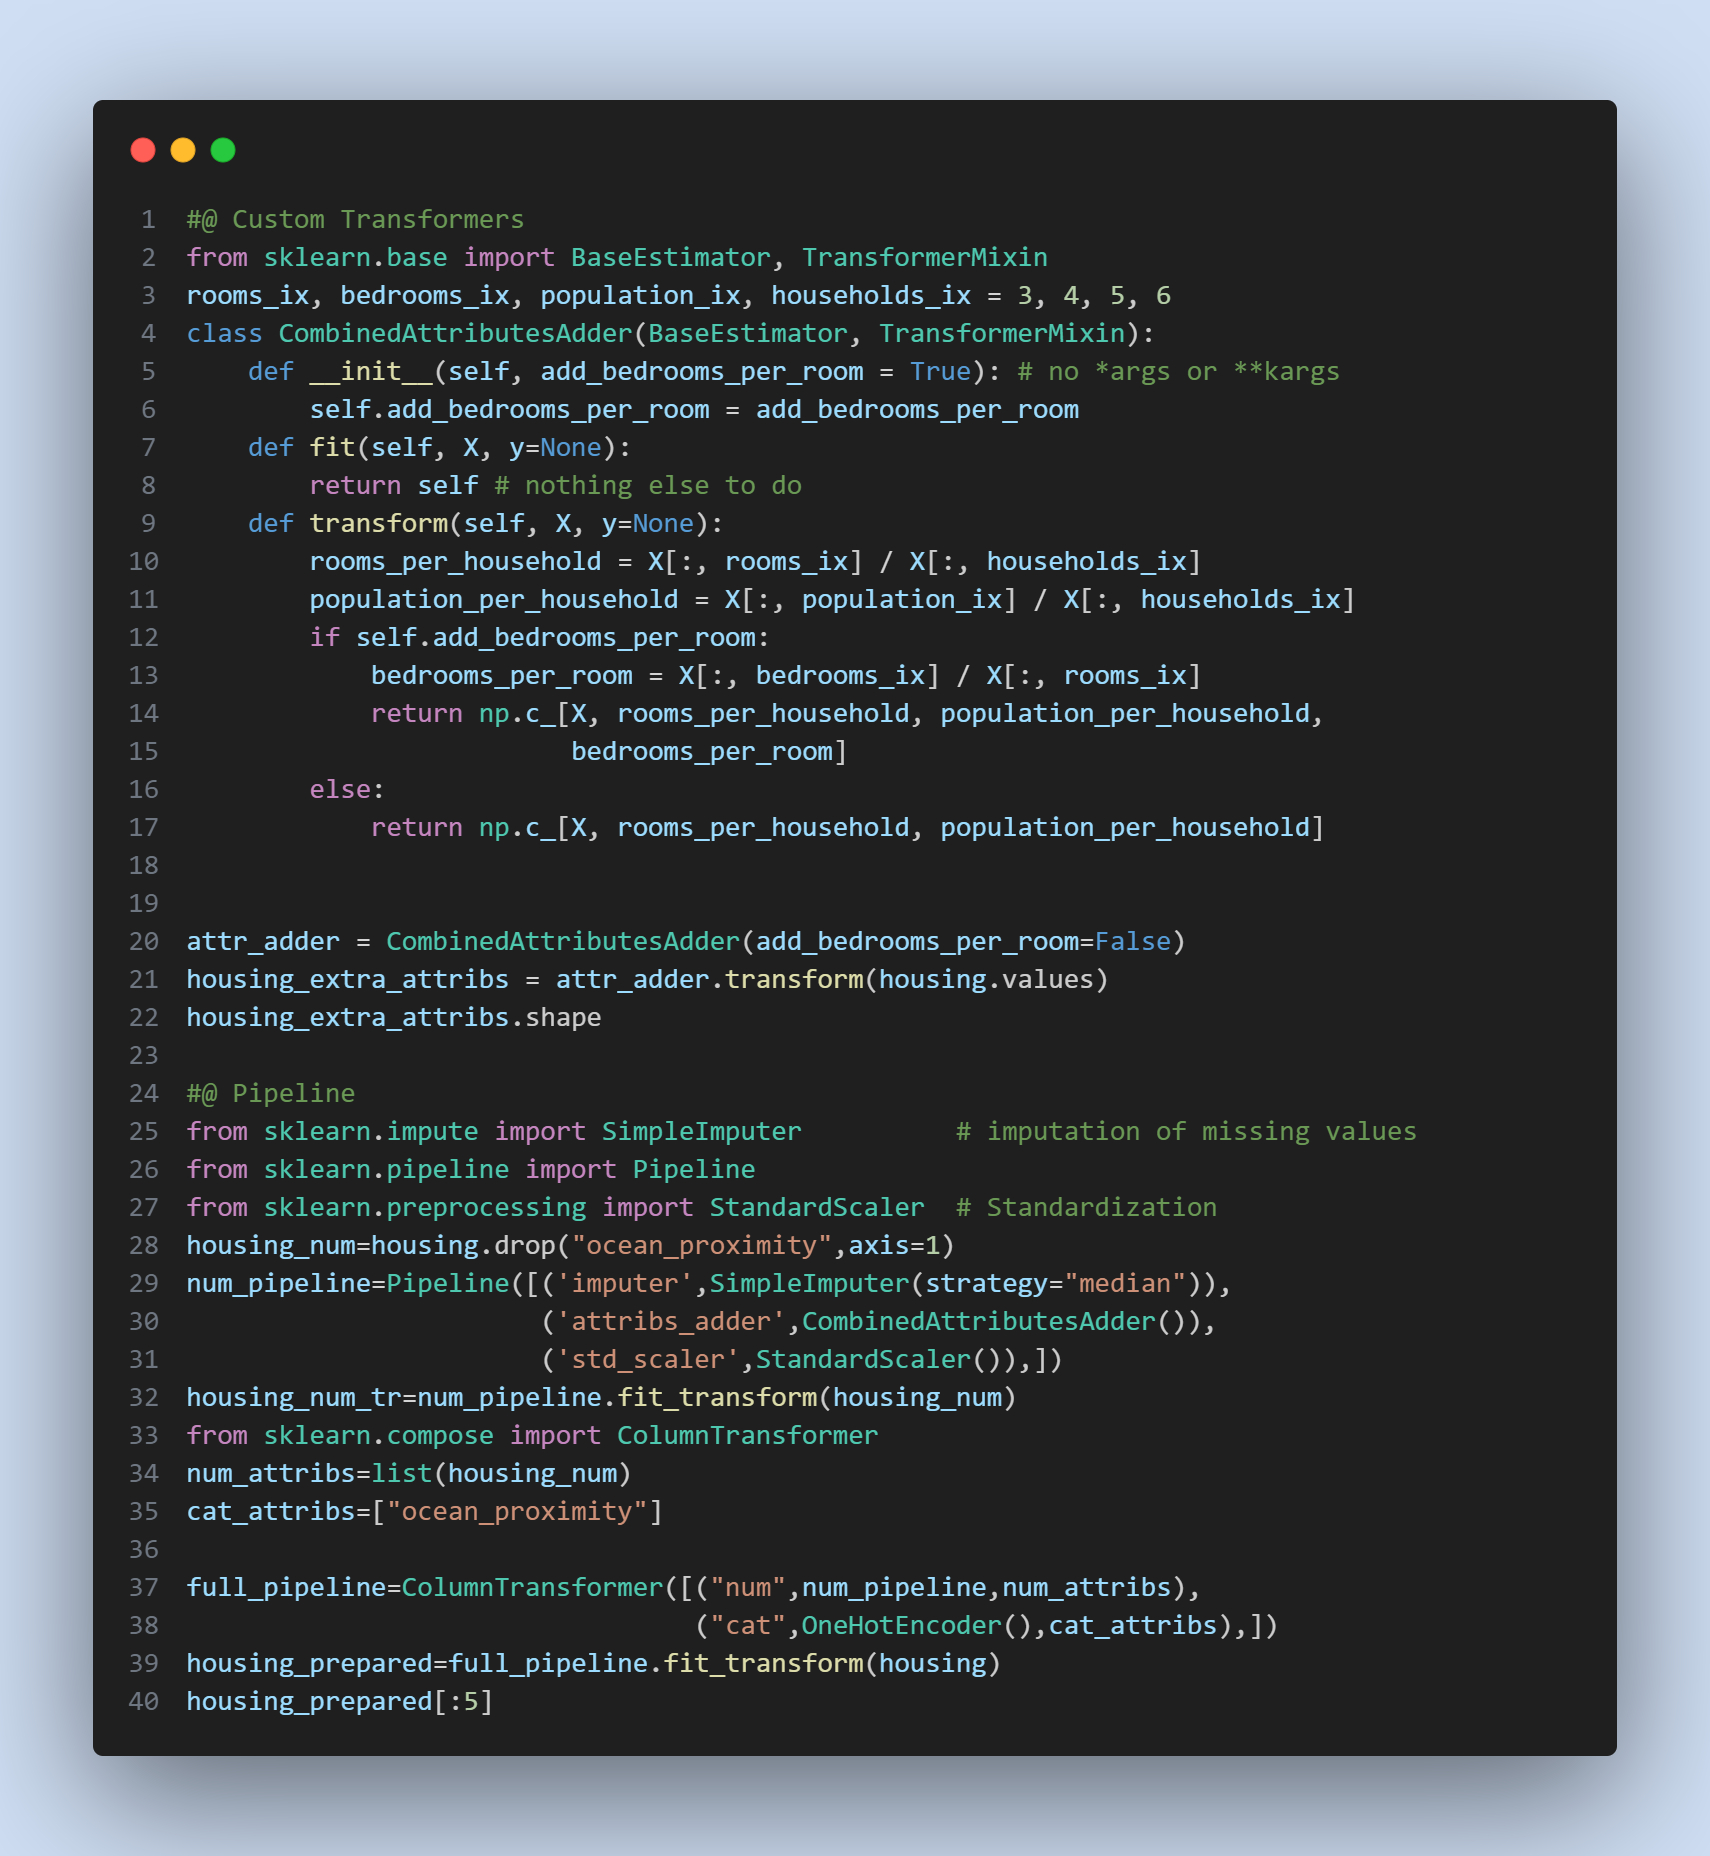 1 #@ Custom Transformers
2 from sklearn.base import BaseEstimator, TransformerMixin
3 rooms_ix, bedrooms_ix, population_ix, households_ix = 3, 4, 5, 6
4 class CombinedAttributesAdder(BaseEstimator, TransformerMixin):
5     def __init__(self, add_bedrooms_per_room = True): # no *args or **kargs
6         self.add_bedrooms_per_room = add_bedrooms_per_room
7     def fit(self, X, y=None):
8         return self # nothing else to do
9     def transform(self, X, y=None):
10         rooms_per_household = X[:, rooms_ix] / X[:, households_ix]
11         population_per_household = X[:, population_ix] / X[:, households_ix]
12         if self.add_bedrooms_per_room:
13             bedrooms_per_room = X[:, bedrooms_ix] / X[:, rooms_ix]
14             return np.c_[X, rooms_per_household, population_per_household,
15                          bedrooms_per_room]
16         else:
17             return np.c_[X, rooms_per_household, population_per_household]
18
19
20 attr_adder = CombinedAttributesAdder(add_bedrooms_per_room=False)
21 housing_extra_attribs = attr_adder.transform(housing.values)
22 housing_extra_attribs.shape
23
24 #@ Pipeline
25 from sklearn.impute import SimpleImputer          # imputation of missing values
26 from sklearn.pipeline import Pipeline
27 from sklearn.preprocessing import StandardScaler  # Standardization
28 housing_num=housing.drop("ocean_proximity",axis=1)
29 num_pipeline=Pipeline([('imputer',SimpleImputer(strategy="median")),
30                        ('attribs_adder',CombinedAttributesAdder()),
31                        ('std_scaler',StandardScaler()),])
32 housing_num_tr=num_pipeline.fit_transform(housing_num)
33 from sklearn.compose import ColumnTransformer
34 num_attribs=list(housing_num)
35 cat_attribs=["ocean_proximity"]
36
37 full_pipeline=ColumnTransformer([("num",num_pipeline,num_attribs),
38                                  ("cat",OneHotEncoder(),cat_attribs),])
39 housing_prepared=full_pipeline.fit_transform(housing)
40 housing_prepared[:5]